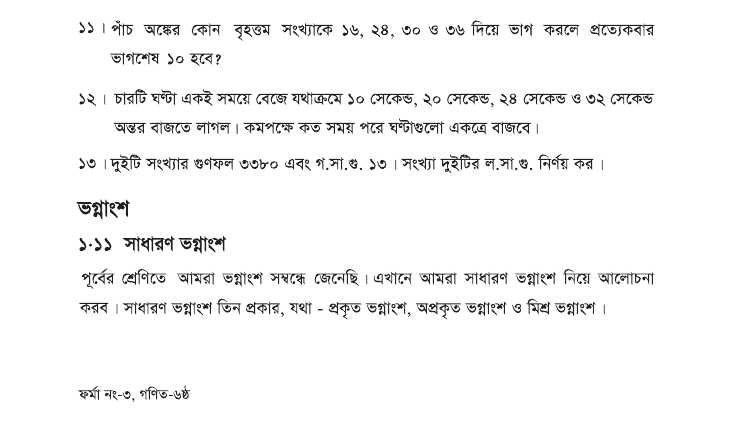 ১১। পাঁচ অঙ্কের কোন বৃহত্তম সংখ্যাকে ১৬, ২৪, ৩০ ও ৩৬ দিয়ে ভাগ করলে প্রত্যেকবার
ভাগশেষ ১০ হবে?
১২। চারটি ঘণ্টা একই সময়ে বেজে যথাক্রমে ১০ সেকেন্ড, ২০ সেকেন্ড, ২৪ সেকেন্ড ও ৩২ সেকেন্ড
অন্তর বাজতে লাগল। কমপক্ষে কত সময় পরে ঘণ্টাগুলো একত্রে বাজবে।
১৩। দুইটি সংখ্যার গুণফল ৩৩৮০ এবং গ.সা.গু. ১৩। সংখ্যা দুইটির ল.সা.গু. নির্ণয় কর।
ভগ্নাংশ
১·১১ সাধারণ ভগ্নাংশ
পূর্বের শ্রেণিতে আমরা ভগ্নাংশ সম্বন্ধে জেনেছি। এখানে আমরা সাধারণ ভগ্নাংশ নিয়ে আলোচনা
করব। সাধারণ ভগ্নাংশ তিন প্রকার, যথা - প্রকৃত ভগ্নাংশ, অপ্রকৃত ভগ্নাংশ ও মিশ্র ভগ্নাংশ।
ফর্মা নং-৩, গণিত-৬ষ্ঠ